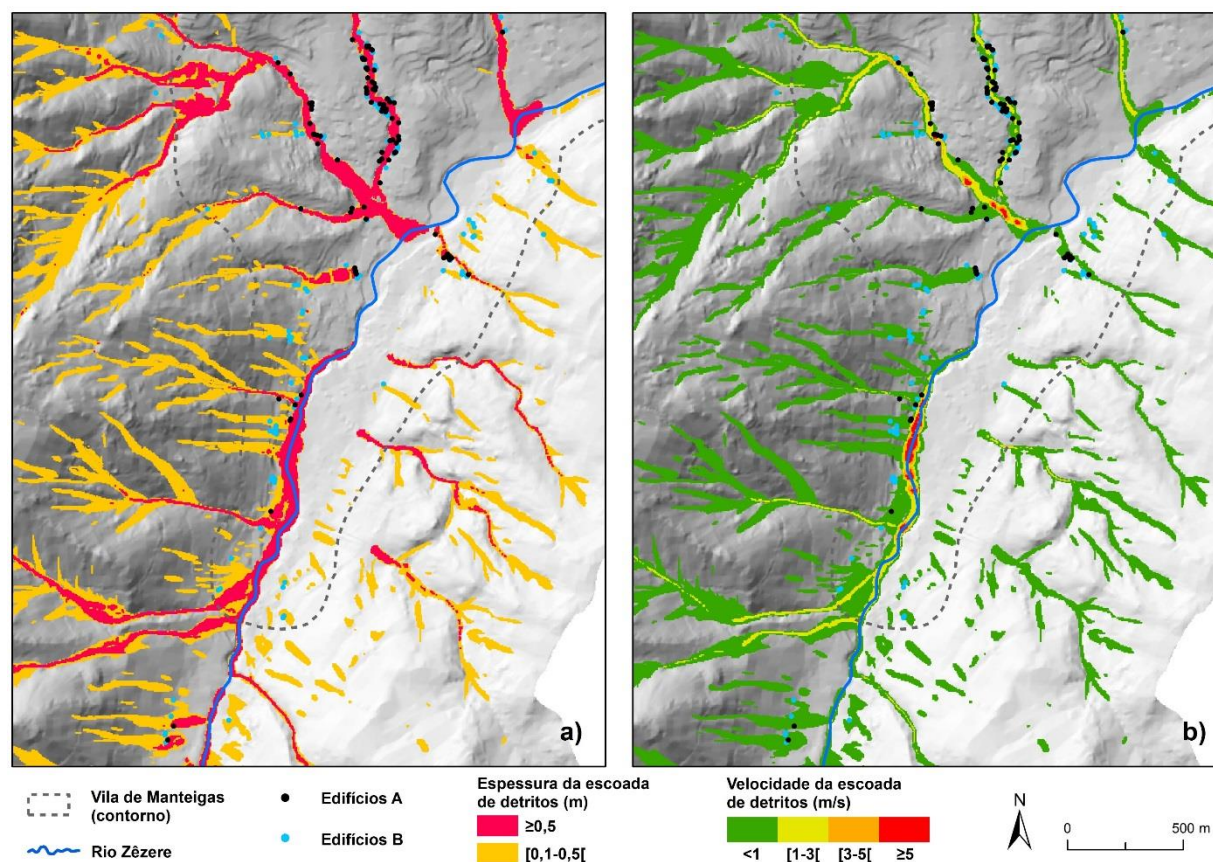 a)
b)
Vila de Manteigas
(contorno)
Rio Zêzere
Edifícios A
Edifícios B
Espessura da escoada
de detritos (m)
≥0,5
[0,1-0,5[
Velocidade da escoada
de detritos (m/s)
<1 [1-3[ [3-5[ ≥5
N
0 500 m